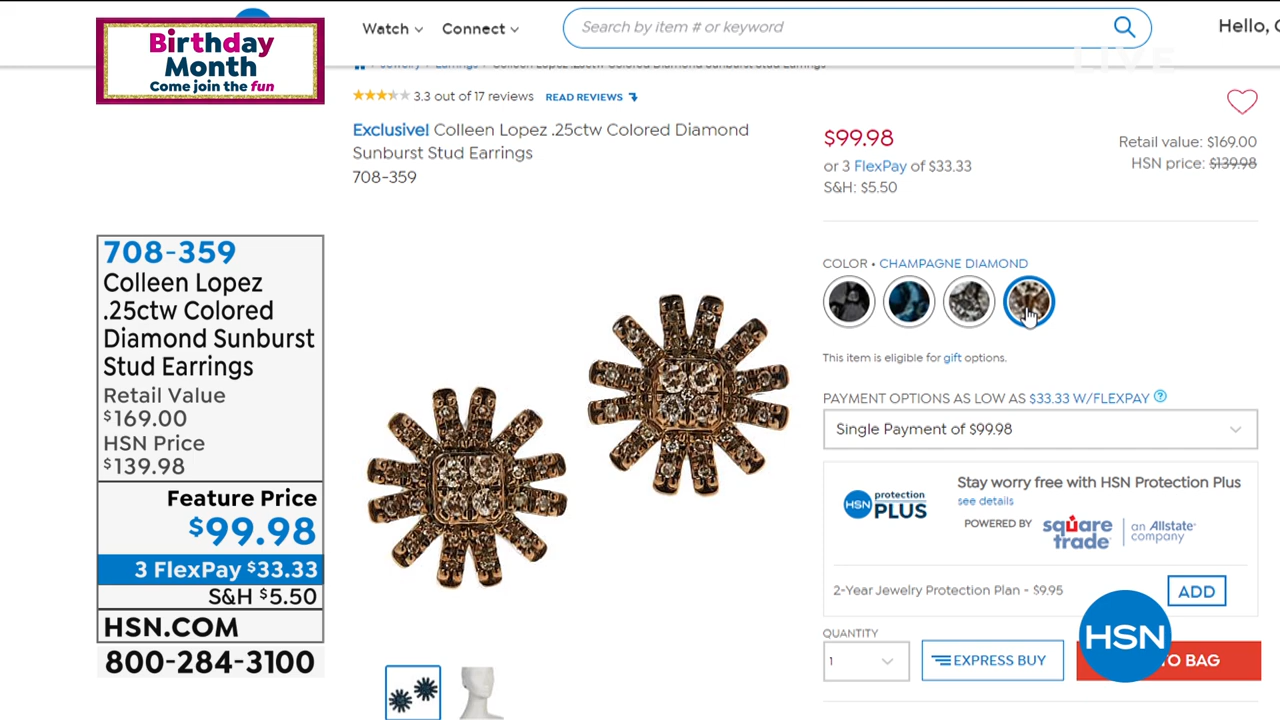 Birthday
Month
Come join the fun
Watch
Connect
Search by item # or keyword
Hello,
LIVE
3.3 out of 17 reviews READ REVIEWS
Exclusive! Colleen Lopez .25ctw Colored Diamond
Sunburst Stud Earrings
708-359
$99.98
or 3 FlexPay of $33.33
S&H: $5.50
Retail value: $169.00
HSN price: $139.98
708-359
Colleen Lopez
.25ctw Colored
Diamond Sunburst
Stud Earrings
Retail Value
$169.00
HSN Price
$139.98
Feature Price
$99.98
3 FlexPay $33.33
S&H $5.50
HSN.COM
800-284-3100
COLOR • CHAMPAGNE DIAMOND
This item is eligible for gift options.
PAYMENT OPTIONS AS LOW AS $33.33 W/FLEXPAY ?
Single Payment of $99.98
HSN protection PLUS
Stay worry free with HSN Protection Plus
see details
POWERED BY square trade | an Allstate company
2-Year Jewelry Protection Plan - $9.95
ADD
QUANTITY
1
EXPRESS BUY
TO BAG
HSN